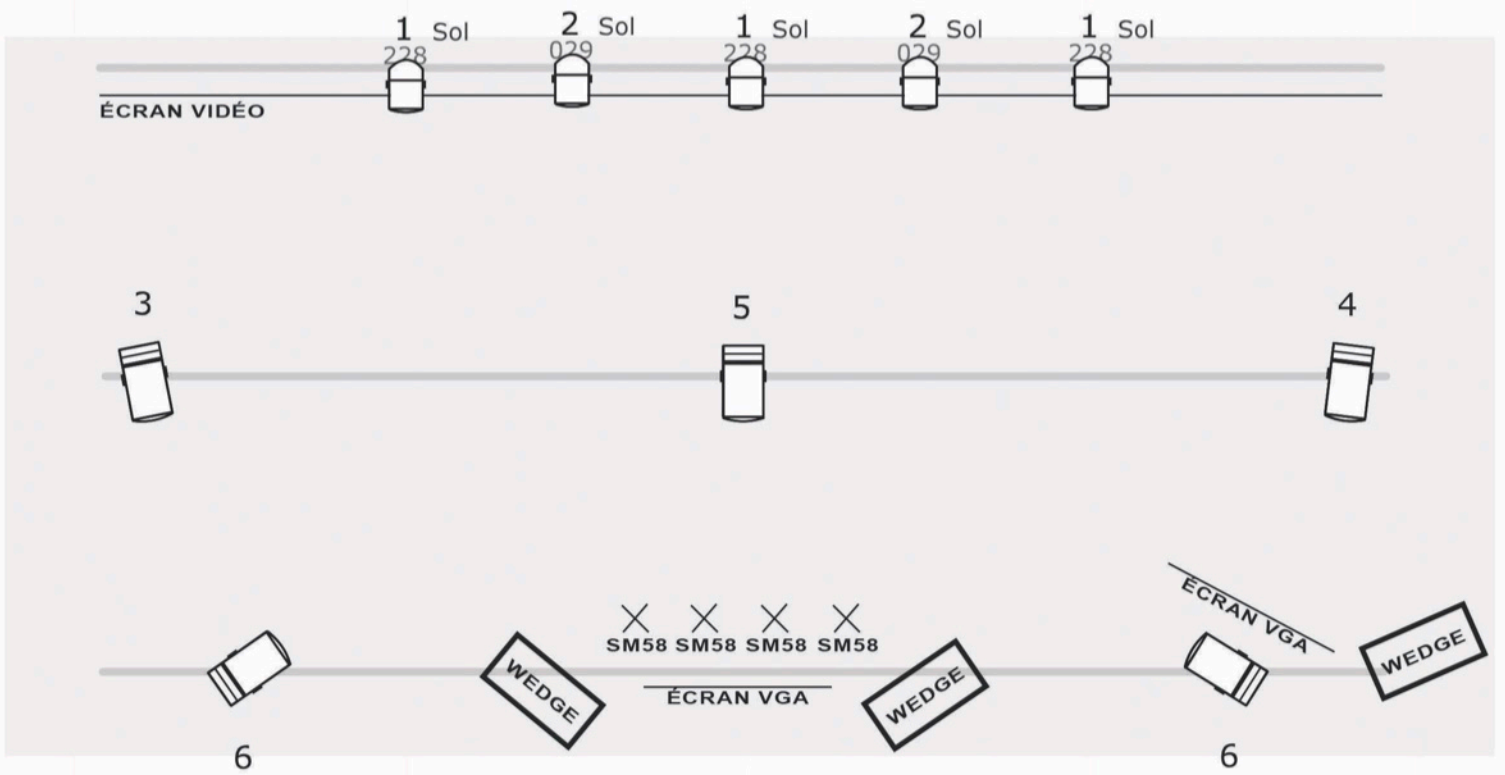 1 Sol 2 Sol 1 Sol 2 Sol 1 Sol
228 029 228 029 228
ÉCRAN VIDÉO
3 5 4
ÉCRAN VGA
SM58 SM58 SM58 SM58
WEDGE WEDGE WEDGE
ÉCRAN VGA
6 6